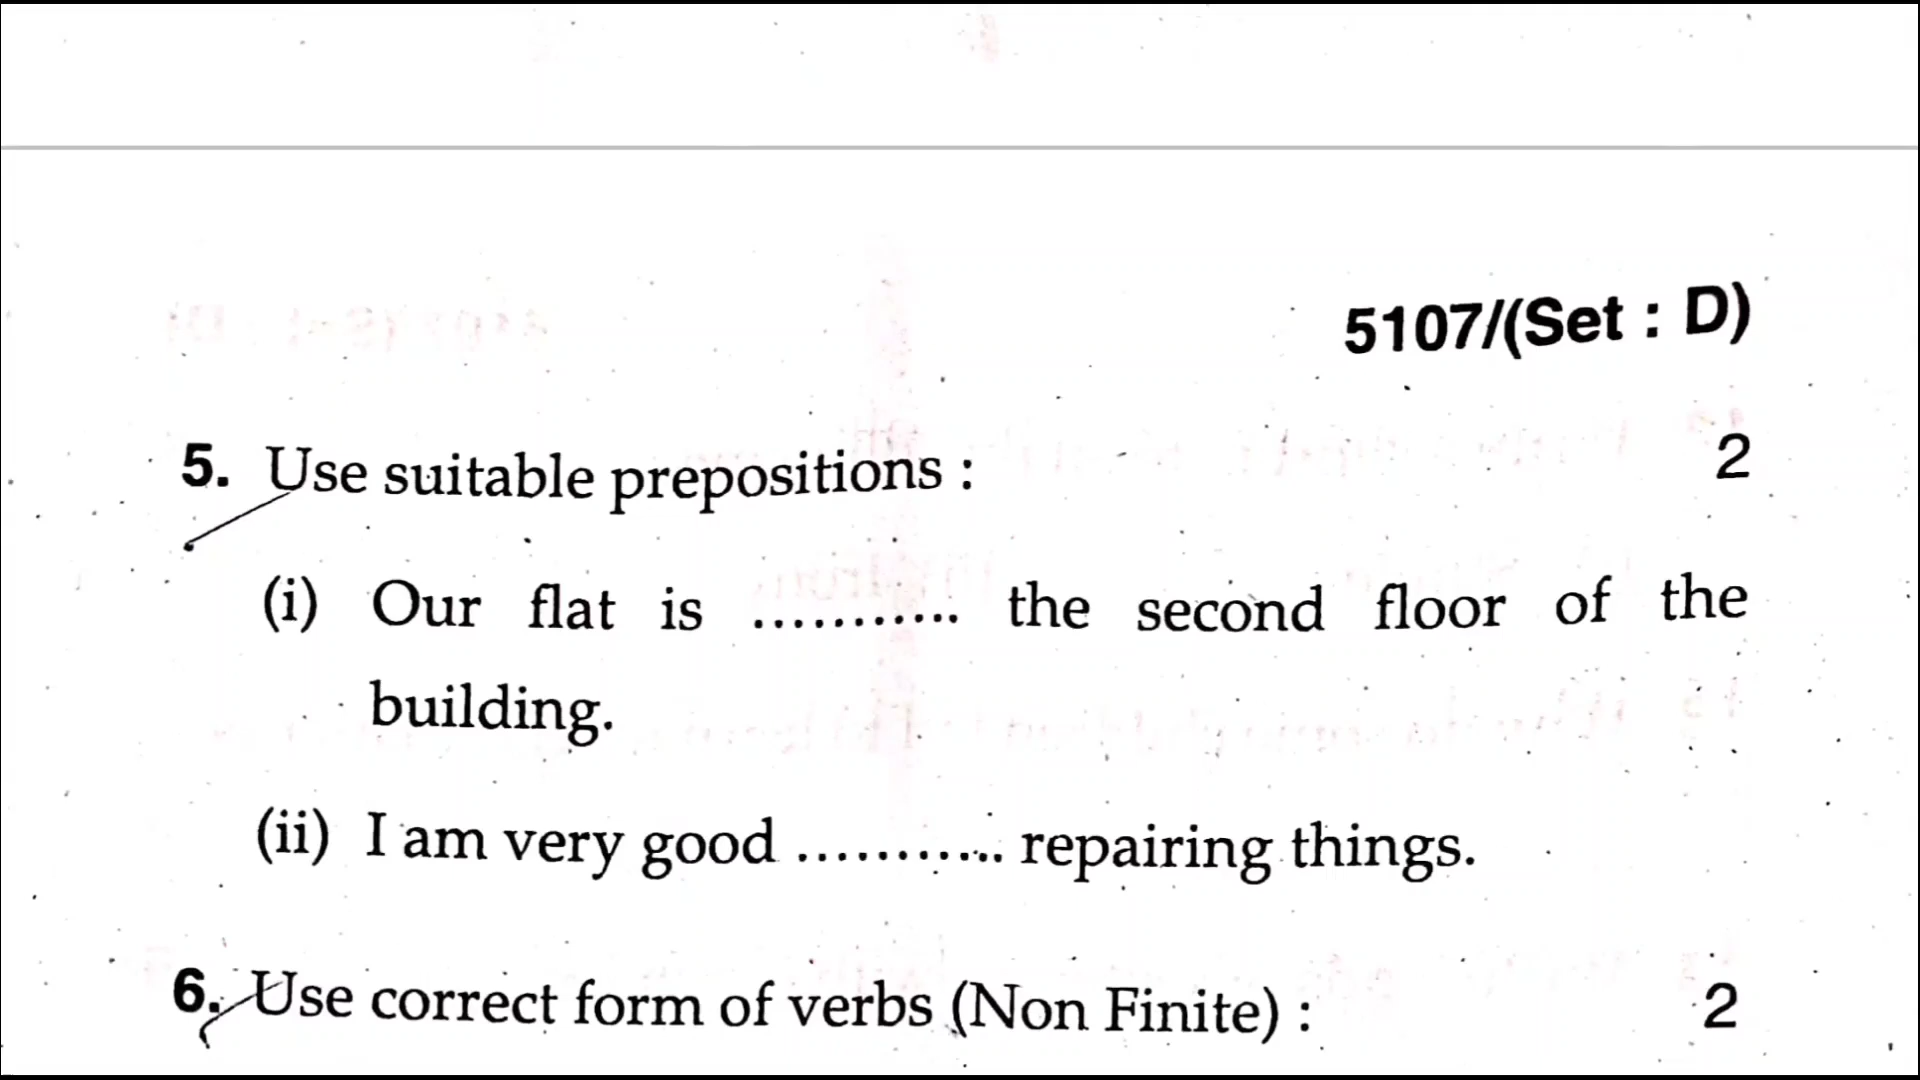 5107/(Set : D)
5. Use suitable prepositions : 2
(i) Our flat is ........... the second floor of the
building.
(ii) I am very good ........... repairing things.
6. Use correct form of verbs (Non Finite) : 2